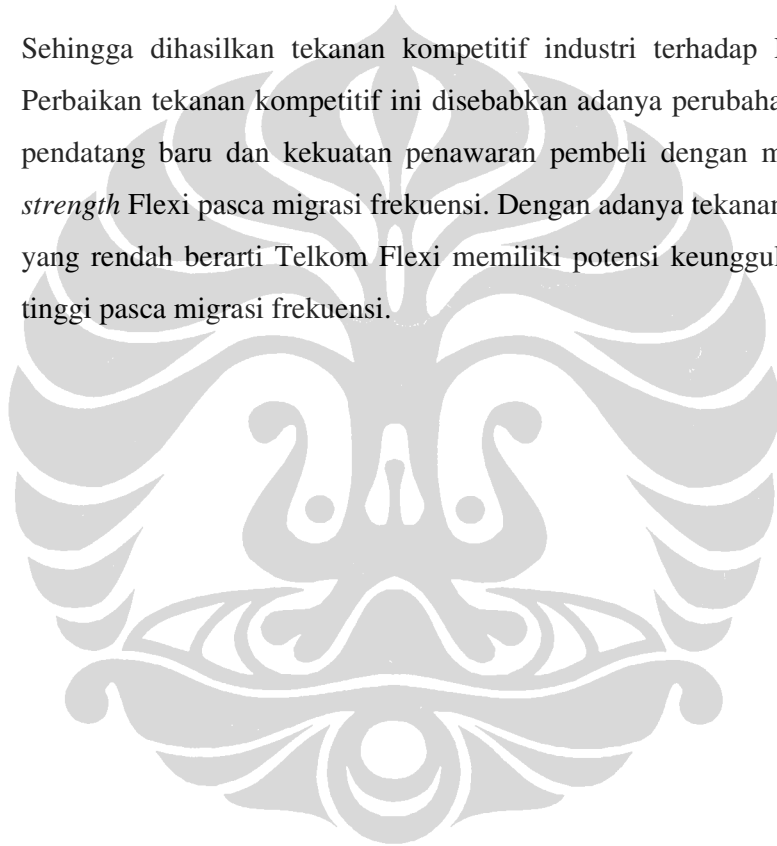 Sehingga dihasilkan tekanan kompetitif industri terhadap
Perbaikan tekanan kompetitif ini disebabkan adanya
pendatang baru dan kekuatan penawaran pembeli dengan
strength Flexi pasca migrasi frekuensi. Dengan adanya tekanan
yang rendah berarti Telkom Flexi memiliki potensi
tinggi pasca migrasi frekuensi.